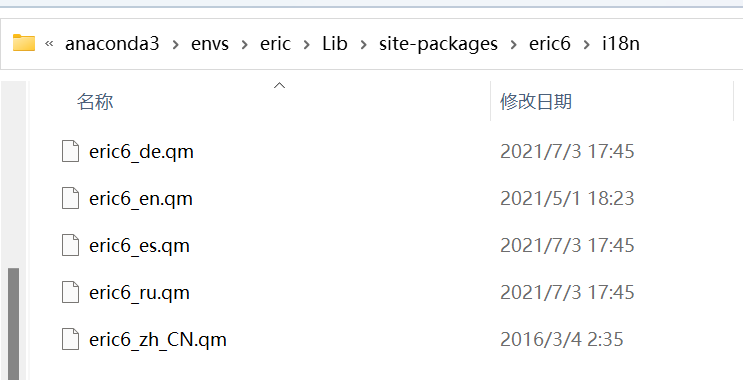 « anaconda3 > envs > eric > Lib > site-packages > eric6 > i18n
名称 修改日期
eric6_de.qm 2021/7/3 17:45
eric6_en.qm 2021/5/1 18:23
eric6_es.qm 2021/7/3 17:45
eric6_ru.qm 2021/7/3 17:45
eric6_zh_CN.qm 2016/3/4 2:35